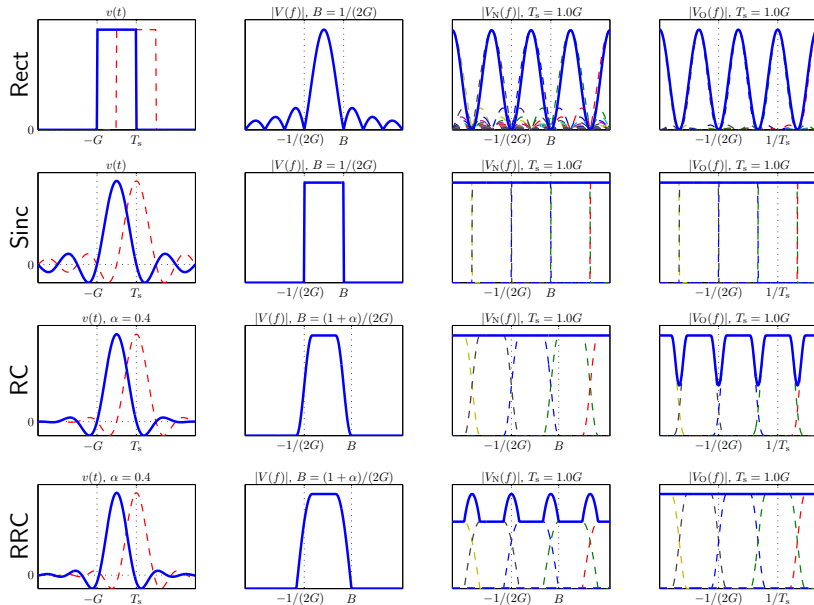 v(t)
|V(f)|, B = 1/(2G)
|V_N(f)|, T_s = 1.0G
|V_O(f)|, T_s = 1.0G
Rect
0
−G T_s
−1/(2G) B
−1/(2G) B
−1/(2G) 1/T_s
v(t)
|V(f)|, B = 1/(2G)
|V_N(f)|, T_s = 1.0G
|V_O(f)|, T_s = 1.0G
Sinc
0
−G T_s
−1/(2G) B
−1/(2G) B
−1/(2G) 1/T_s
v(t), α = 0.4
|V(f)|, B = (1 + α)/(2G)
|V_N(f)|, T_s = 1.0G
|V_O(f)|, T_s = 1.0G
RC
0
−G T_s
−1/(2G) B
−1/(2G) B
−1/(2G) 1/T_s
v(t), α = 0.4
|V(f)|, B = (1 + α)/(2G)
|V_N(f)|, T_s = 1.0G
|V_O(f)|, T_s = 1.0G
RRC
0
−G T_s
−1/(2G) B
−1/(2G) B
−1/(2G) 1/T_s